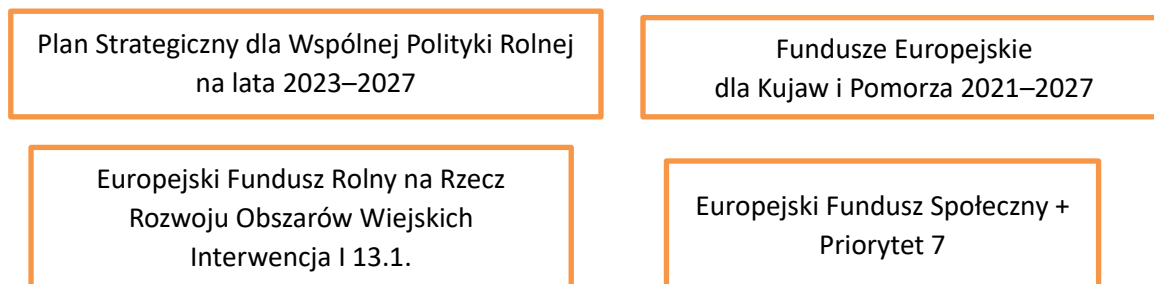 Plan Strategiczny dla Wspólnej Polityki Rolnej
na lata 2023–2027
Fundusze Europejskie
dla Kujaw i Pomorza 2021–2027
Europejski Fundusz Rolny na Rzecz
Rozwoju Obszarów Wiejskich
Interwencja I 13.1.
Europejski Fundusz Społeczny +
Priorytet 7